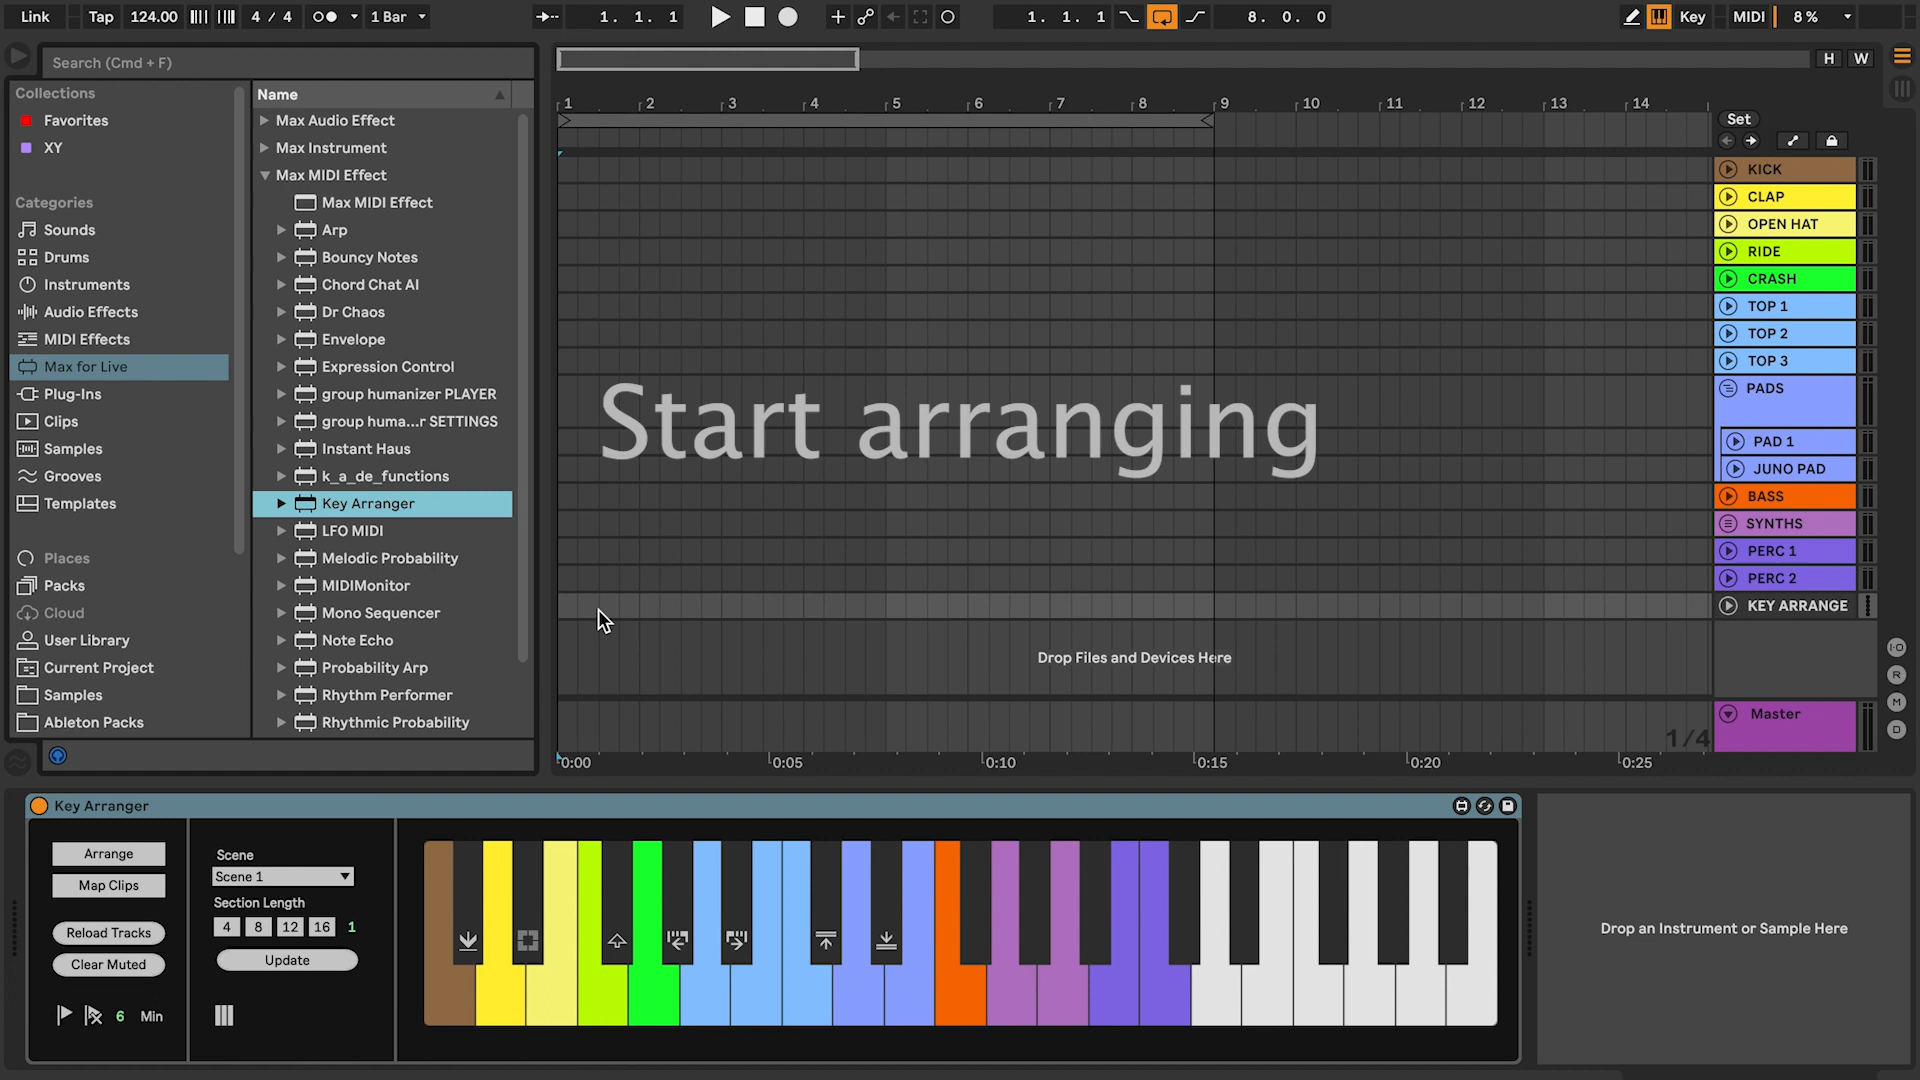 Link Tap 124.00 4 / 4 1 Bar 1. 1. 1 1. 1. 1 8. 0. 0 Key MIDI 8 %
Search (Cmd + F)
H W
Collections
Favorites
XY
Categories
Sounds
Drums
Instruments
Audio Effects
MIDI Effects
Max for Live
Plug-Ins
Clips
Samples
Grooves
Templates
Places
Packs
Cloud
User Library
Current Project
Samples
Ableton Packs
Name
Max Audio Effect
Max Instrument
Max MIDI Effect
Max MIDI Effect
Arp
Bouncy Notes
Chord Chat AI
Dr Chaos
Envelope
Expression Control
group humanizer PLAYER
group huma...r SETTINGS
Instant Haus
k_a_de_functions
Key Arranger
LFO MIDI
Melodic Probability
MIDIMonitor
Mono Sequencer
Note Echo
Probability Arp
Rhythm Performer
Rhythmic Probability
1 2 3 4 5 6 7 8 9 10 11 12 13 14
Start arranging
Drop Files and Devices Here
1/4
0:00 0:05 0:10 0:15 0:20 0:25
Set
KICK
CLAP
OPEN HAT
RIDE
CRASH
TOP 1
TOP 2
TOP 3
PADS
PAD 1
JUNO PAD
BASS
SYNTHS
PERC 1
PERC 2
KEY ARRANGE
Master
I·O
R
M
D
Key Arranger
Arrange
Map Clips
Reload Tracks
Clear Muted
6 Min
Scene
Scene 1
Section Length
4 8 12 16 1
Update
Drop an Instrument or Sample Here